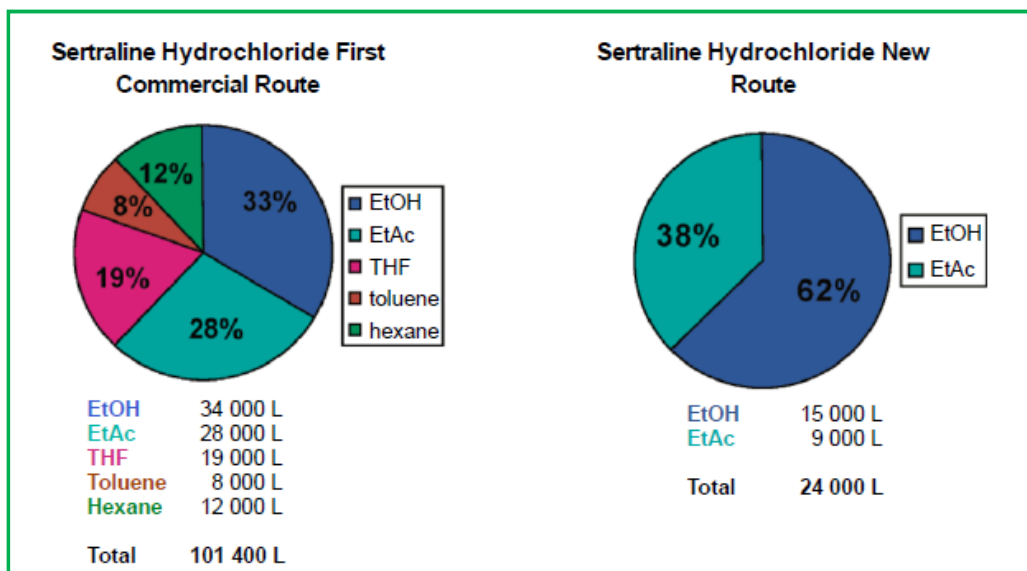 Sertraline Hydrochloride First
Commercial Route
12%
33%
8%
19%
28%
EtOH
EtAc
THF
toluene
hexane
EtOH 34 000 L
EtAc 28 000 L
THF 19 000 L
Toluene 8 000 L
Hexane 12 000 L
Total 101 400 L
Sertraline Hydrochloride New
Route
38%
62%
EtOH
EtAc
EtOH 15 000 L
EtAc 9 000 L
Total 24 000 L